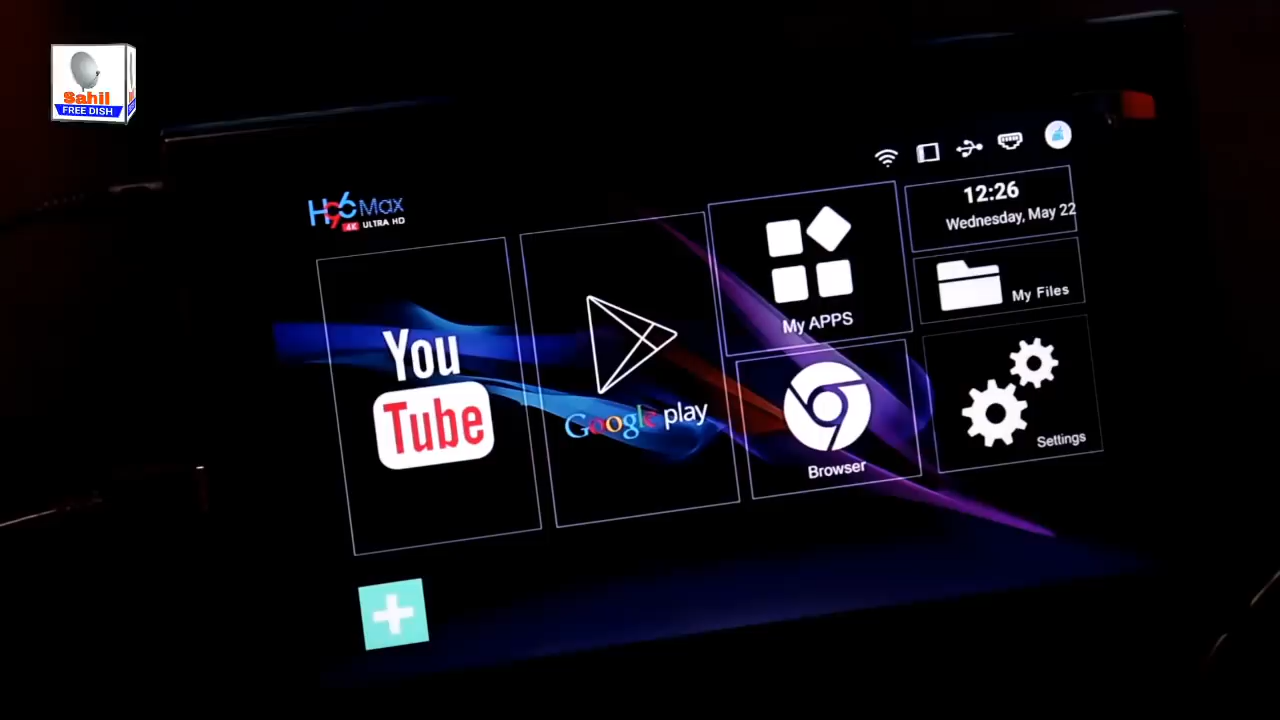 Sahil
FREE DISH
H96 Max
4K ULTRA HD
12:26
Wednesday, May 22
My Files
My APPS
You
Tube
Google play
Browser
Settings